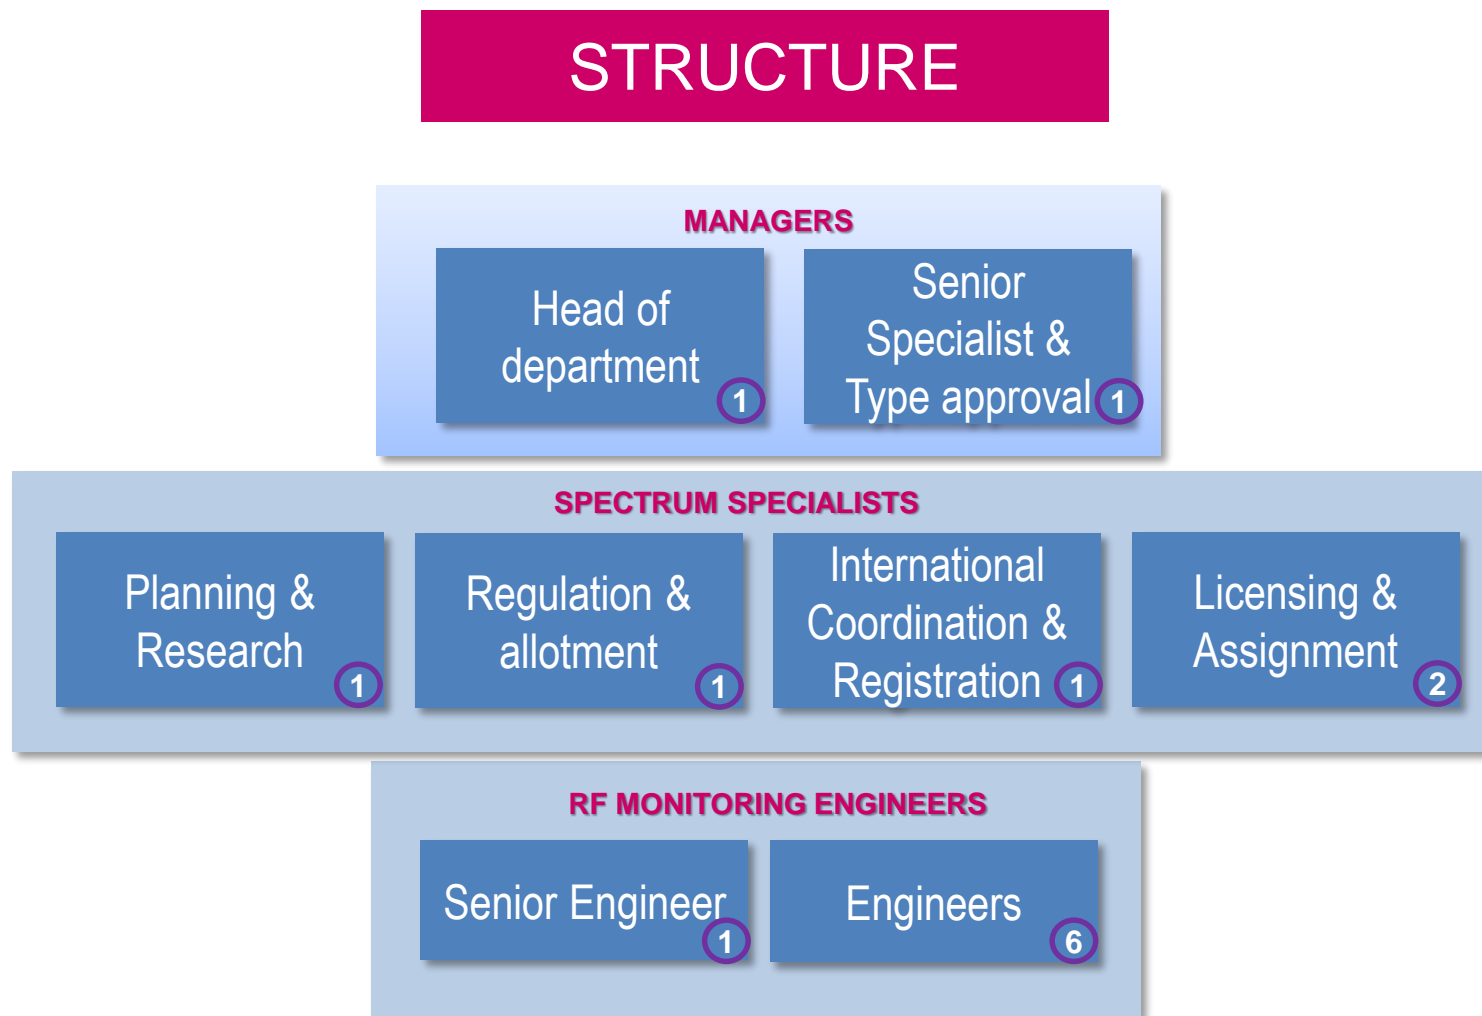 STRUCTURE
MANAGERS
Head of
department
1
Senior
Specialist &
Type approval
1
SPECTRUM SPECIALISTS
Planning &
Research
1
Regulation &
allotment
1
International
Coordination &
Registration
1
Licensing &
Assignment
2
RF MONITORING ENGINEERS
Senior Engineer
1
Engineers
6